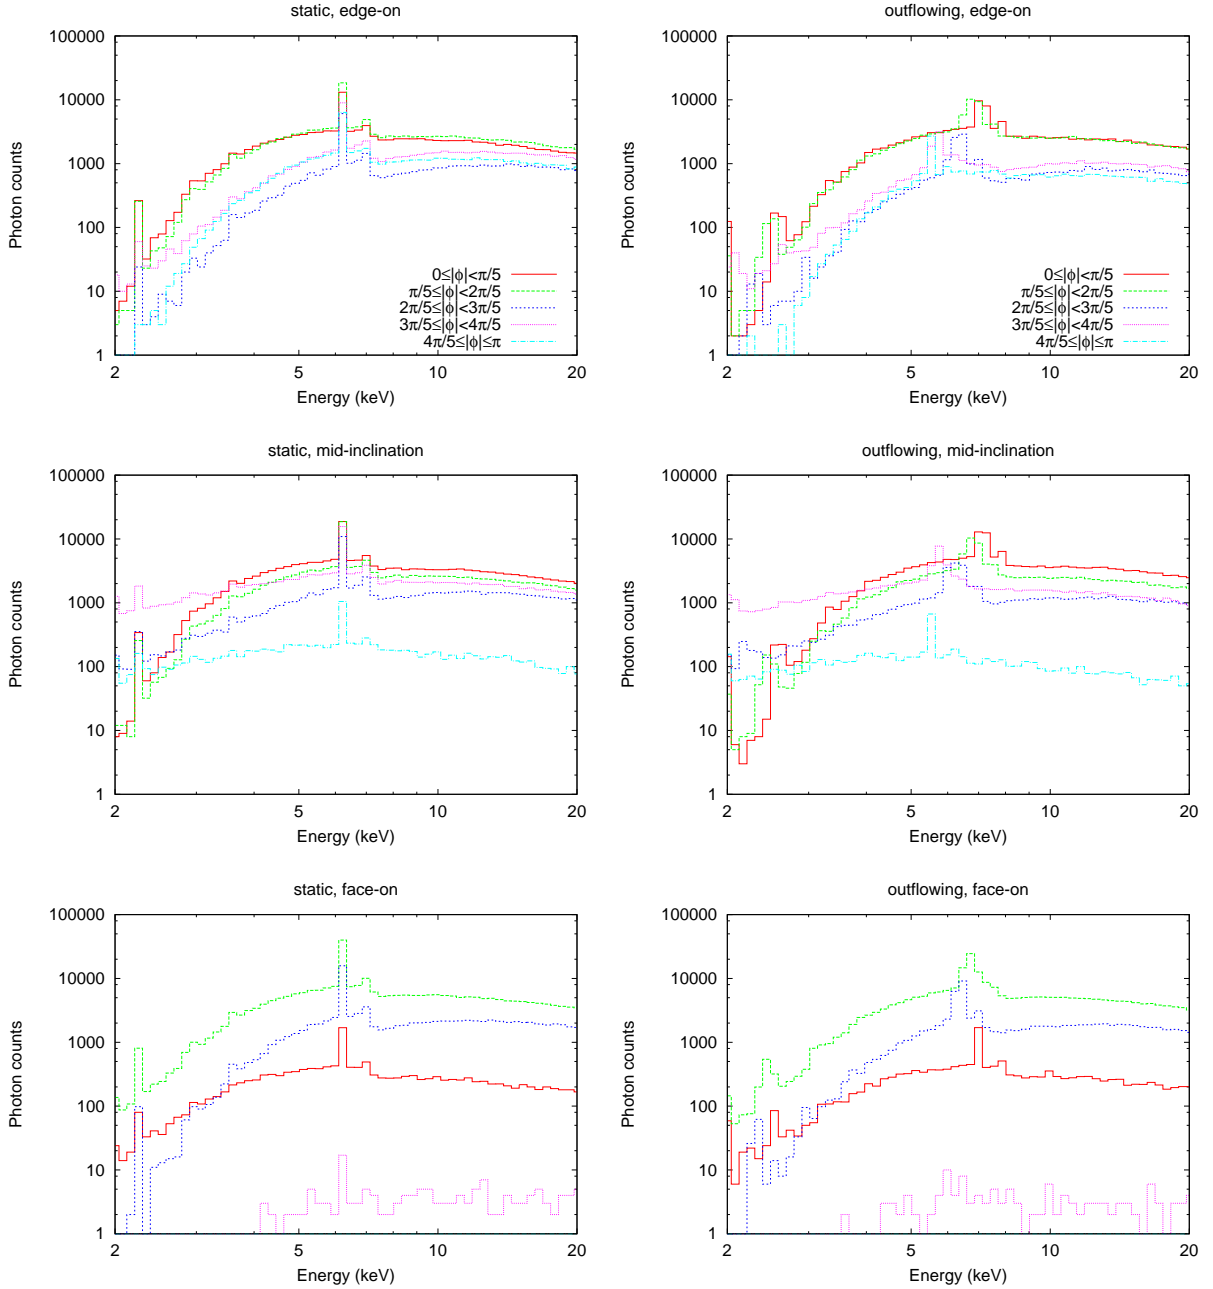 static, edge-on
100000
10000
1000
100
10
1
Photon counts
0≤|ϕ|<π/5
π/5≤|ϕ|<2π/5
2π/5≤|ϕ|<3π/5
3π/5≤|ϕ|<4π/5
4π/5≤|ϕ|≤π
2 5 10 20
Energy (keV)
outflowing, edge-on
100000
10000
1000
100
10
1
Photon counts
0≤|ϕ|<π/5
π/5≤|ϕ|<2π/5
2π/5≤|ϕ|<3π/5
3π/5≤|ϕ|<4π/5
4π/5≤|ϕ|≤π
2 5 10 20
Energy (keV)
static, mid-inclination
100000
10000
1000
100
10
1
Photon counts
2 5 10 20
Energy (keV)
outflowing, mid-inclination
100000
10000
1000
100
10
1
Photon counts
2 5 10 20
Energy (keV)
static, face-on
100000
10000
1000
100
10
1
Photon counts
2 5 10 20
Energy (keV)
outflowing, face-on
100000
10000
1000
100
10
1
Photon counts
2 5 10 20
Energy (keV)